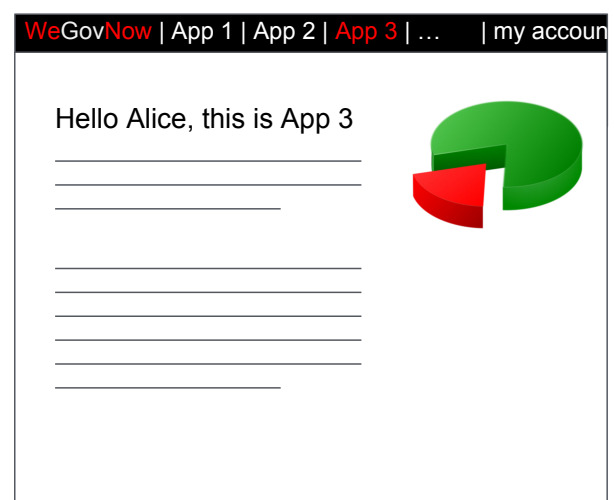 WeGovNow | App 1 | App 2 | App 3 | … | my accoun
Hello Alice, this is App 3